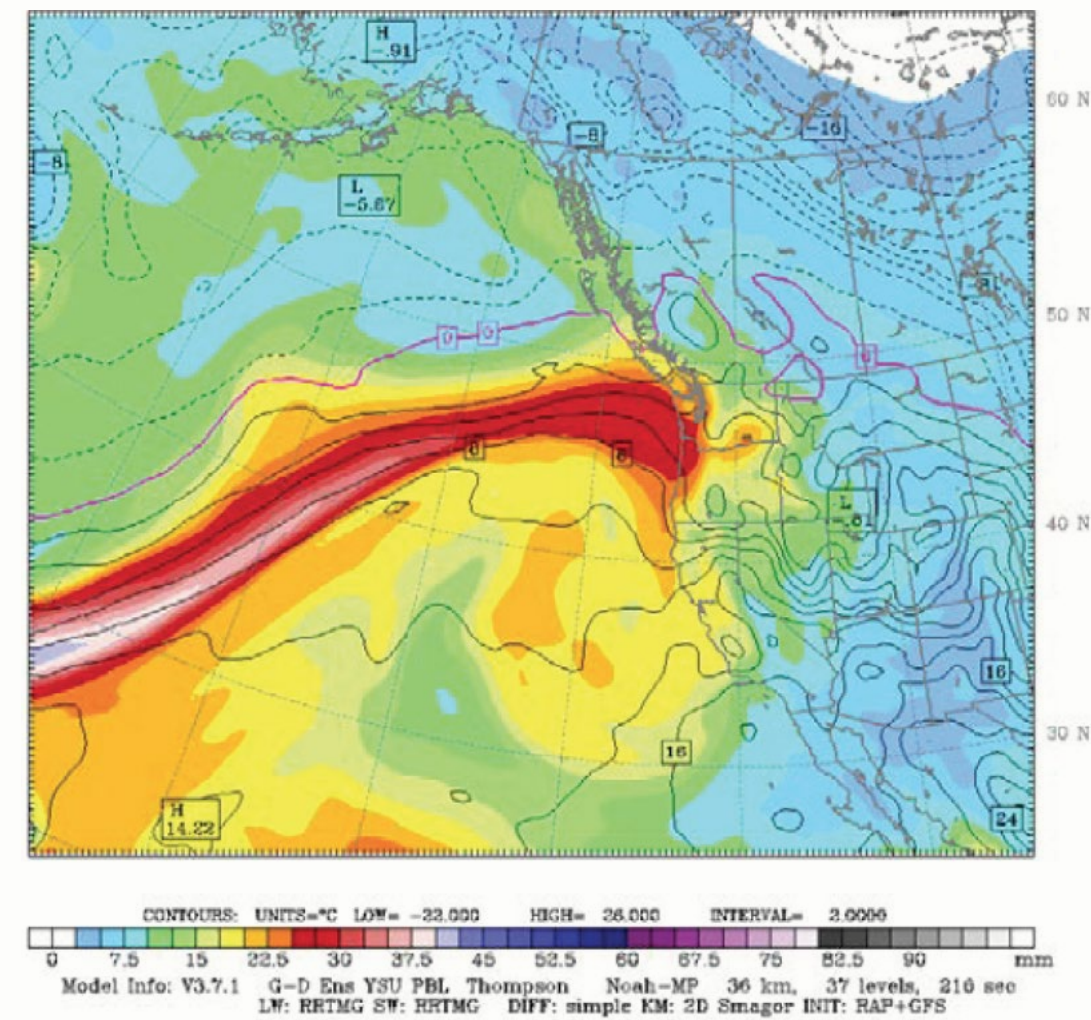 H
-.91
60 N
-8
-16
-8
L
-5.67
50 N
0 0
0
8 8
L
-.61
40 N
16
30 N
16
H
14.22
24
CONTOURS: UNITS=°C LOW= -22.000 HIGH= 26.000 INTERVAL= 2.0000
0 7.5 15 22.5 30 37.5 45 52.5 60 67.5 75 82.5 90 mm
Model Info: V3.7.1 G-D Ens YSU PBL Thompson Noah-MP 36 km, 37 levels, 210 sec
LW: RRTMG SW: RRTMG DIFF: simple KM: 2D Smagor INIT: RAP+GFS